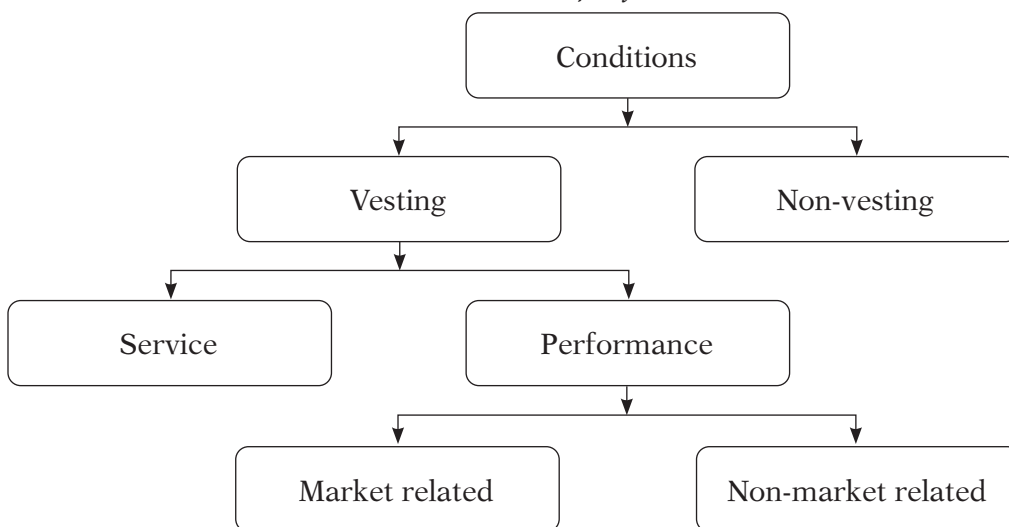 Conditions
Vesting
Non-vesting
Service
Performance
Market related
Non-market related